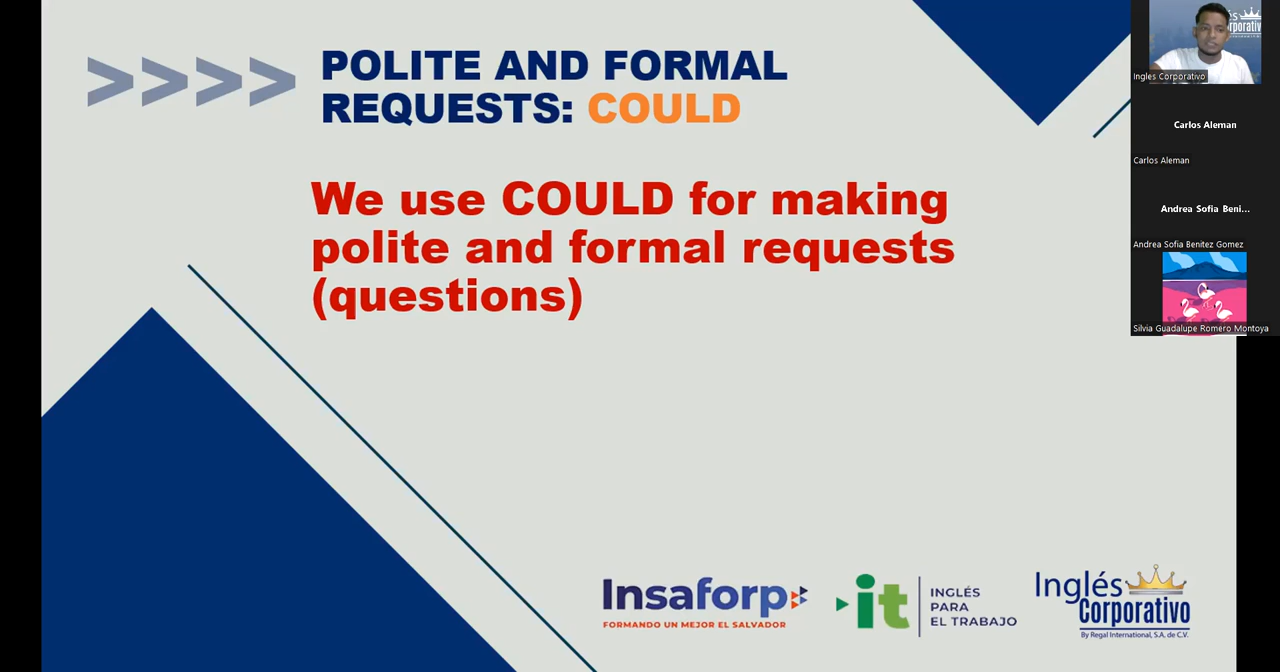 >>>> POLITE AND FORMAL
REQUESTS: COULD
We use COULD for making
polite and formal requests
(questions)
Insaforp
FORMANDO UN MEJOR EL SALVADOR
it
INGLÉS
PARA
EL TRABAJO
Inglés
Corporativo
By Regal International, S.A. de C.V.
Ingles Corporativo
Carlos Aleman
Carlos Aleman
Andrea Sofia Beni...
Andrea Sofia Benitez Gomez
Silvia Guadalupe Romero Montoya